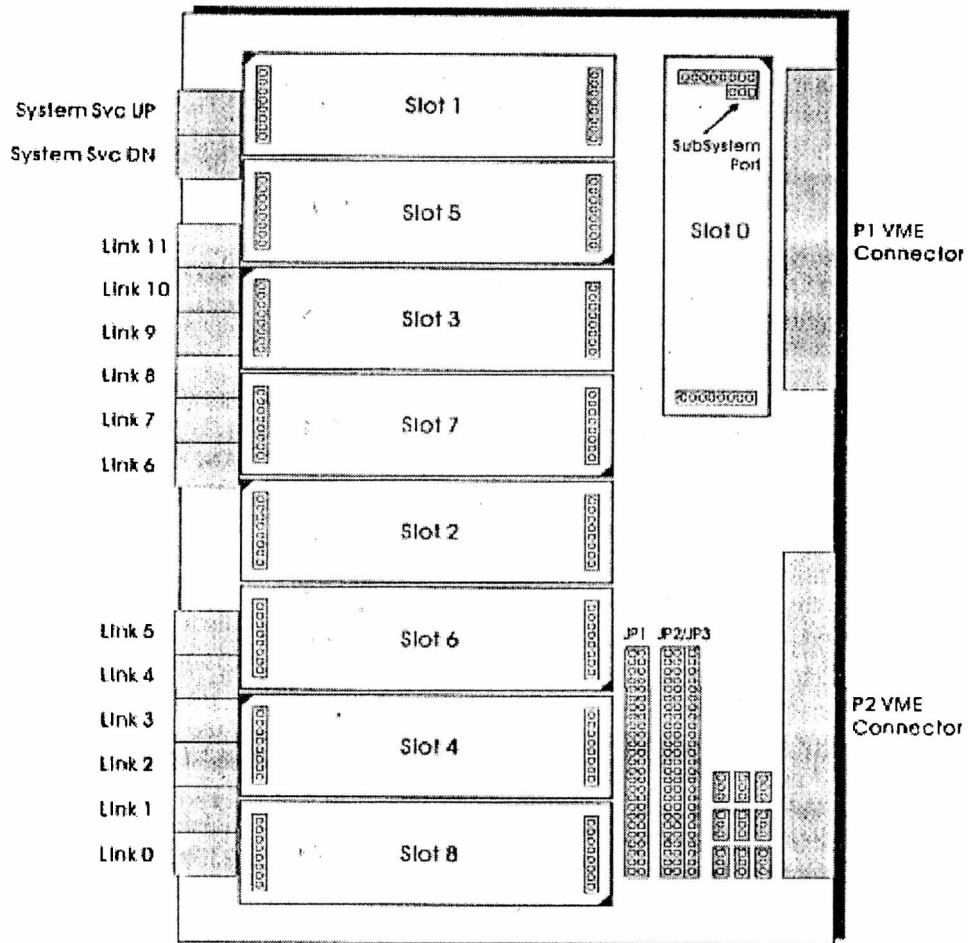 System Svc UP
System Svc DN
Link 11
Link 10
Link 9
Link 8
Link 7
Link 6
Link 5
Link 4
Link 3
Link 2
Link 1
Link 0
Slot 1
Slot 5
Slot 3
Slot 7
Slot 2
Slot 6
Slot 4
Slot 8
SubSystem
Port
Slot 0
JP1 JP2/JP3
P1 VME
Connector
P2 VME
Connector